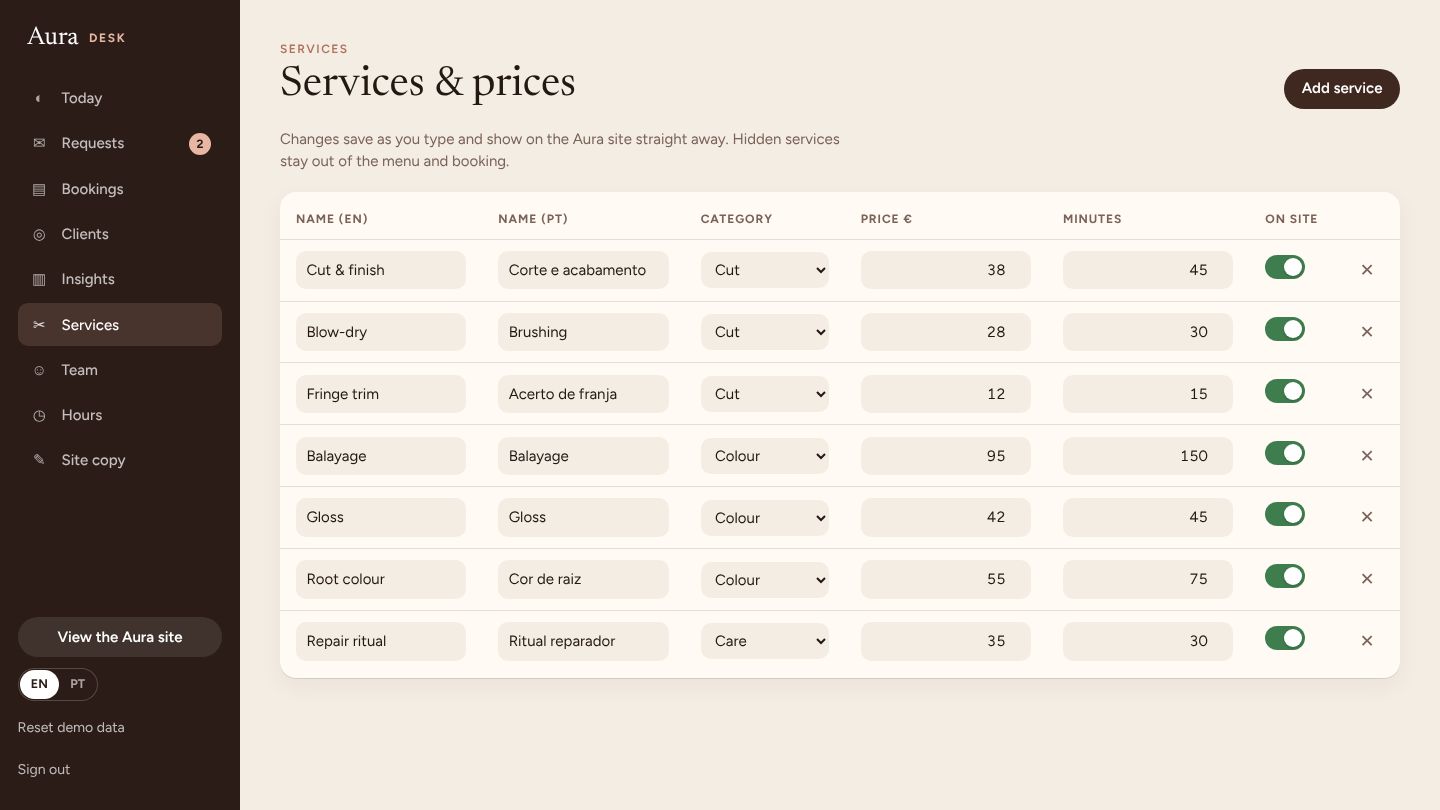 Aura DESK
Today
Requests 2
Bookings
Clients
Insights
Services
Team
Hours
Site copy
View the Aura site
EN PT
Reset demo data
Sign out
SERVICES
Services & prices
Add service
Changes save as you type and show on the Aura site straight away. Hidden services
stay out of the menu and booking.
NAME (EN) NAME (PT) CATEGORY PRICE € MINUTES ON SITE
Cut & finish Corte e acabamento Cut 38 45 ✕
Blow-dry Brushing Cut 28 30 ✕
Fringe trim Acerto de franja Cut 12 15 ✕
Balayage Balayage Colour 95 150 ✕
Gloss Gloss Colour 42 45 ✕
Root colour Cor de raiz Colour 55 75 ✕
Repair ritual Ritual reparador Care 35 30 ✕